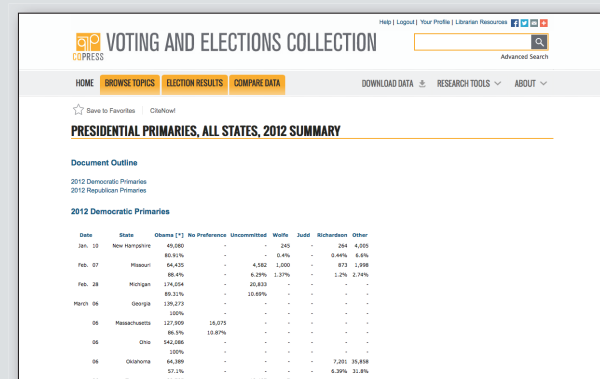 Help | Logout | Your Profile | Librarian Resources
CQPRESS
VOTING AND ELECTIONS COLLECTION
Advanced Search
HOME BROWSE TOPICS ELECTION RESULTS COMPARE DATA DOWNLOAD DATA RESEARCH TOOLS ABOUT
Save to Favorites CiteNow!
PRESIDENTIAL PRIMARIES, ALL STATES, 2012 SUMMARY
Document Outline
2012 Democratic Primaries
2012 Republican Primaries
2012 Democratic Primaries
Date State Obama [*] No Preference Uncommitted Wolfe Judd Richardson Other
Jan. 10 New Hampshire 49,080 - - 245 - 264 4,005
80.91% - - 0.4% - 0.44% 6.6%
Feb. 07 Missouri 64,435 - 4,582 1,000 - 873 1,998
88.4% - 6.29% 1.37% - 1.2% 2.74%
Feb. 28 Michigan 174,054 - 20,833 - - - -
89.31% - 10.69% - - - -
March 06 Georgia 139,273 - - - - - -
100% - - - - - -
06 Massachusetts 127,909 16,075 - - - - -
86.5% 10.87% - - - - -
06 Ohio 542,086 - - - - - -
100% - - - - - -
06 Oklahoma 64,389 - - - - 7,201 35,858
57.1% - - - - 6.39% 31.8%